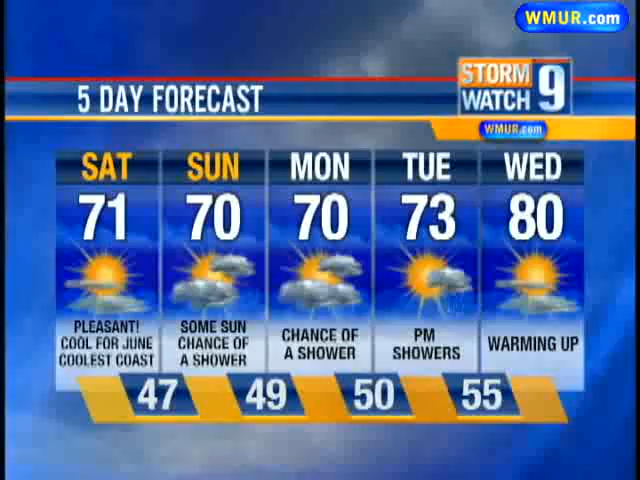 WMUR.com
5 DAY FORECAST
STORM
WATCH 9
WMUR.com
SAT SUN MON TUE WED
71 70 70 73 80
PLEASANT!
COOL FOR JUNE
COOLEST COAST
SOME SUN
CHANCE OF
A SHOWER
CHANCE OF
A SHOWER
PM
SHOWERS
WARMING UP
47 49 50 55